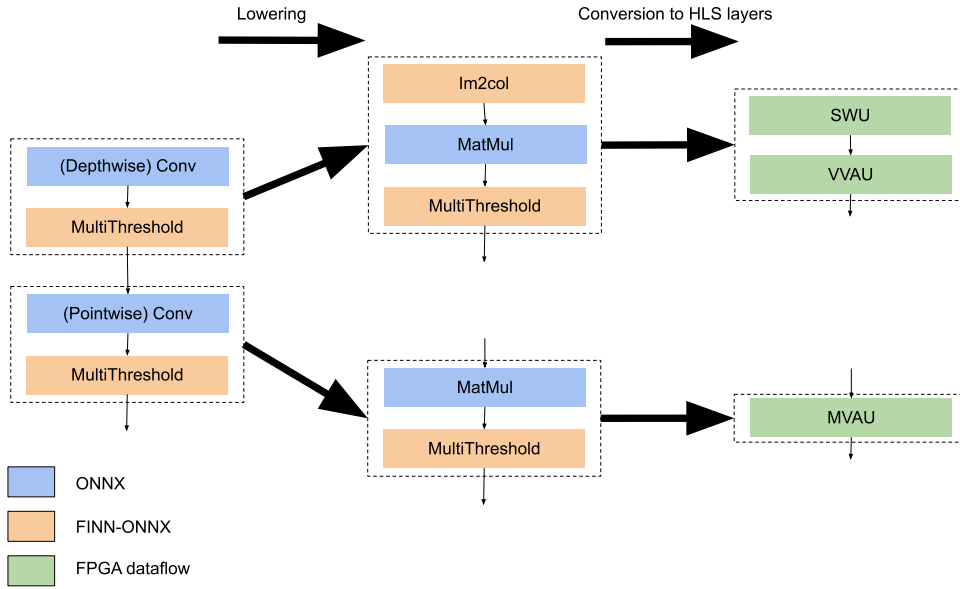 Lowering
Conversion to HLS layers
(Depthwise) Conv
MultiThreshold
(Pointwise) Conv
MultiThreshold
Im2col
MatMul
MultiThreshold
MatMul
MultiThreshold
SWU
VVAU
MVAU
ONNX
FINN-ONNX
FPGA dataflow